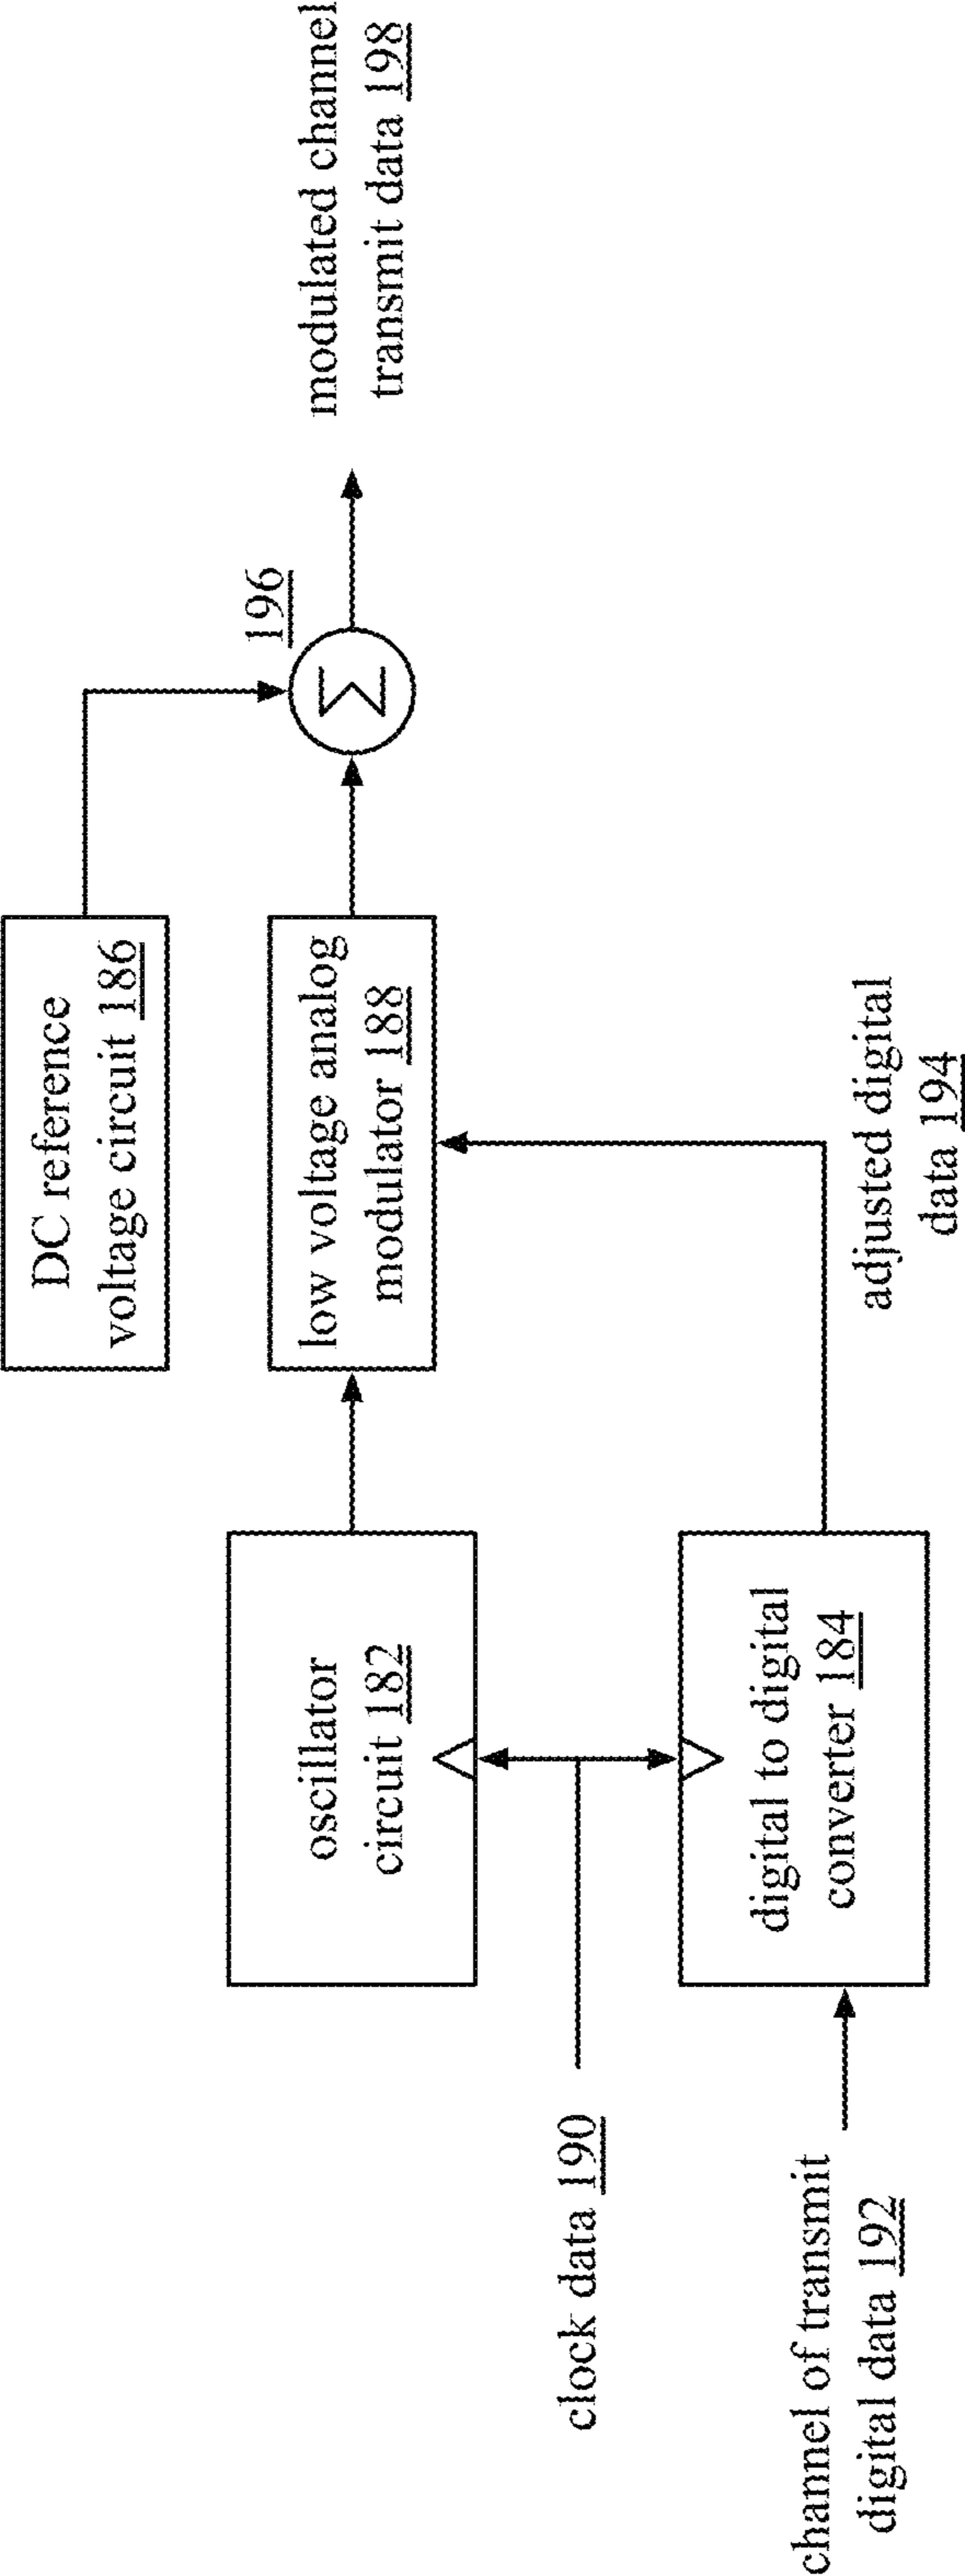 DC reference
voltage circuit 186
196
oscillator
circuit 182
low voltage analog
modulator 188
Σ
modulated channel
transmit data 198
clock data 190
channel of transmit
digital data 192
digital to digital
converter 184
adjusted digital
data 194